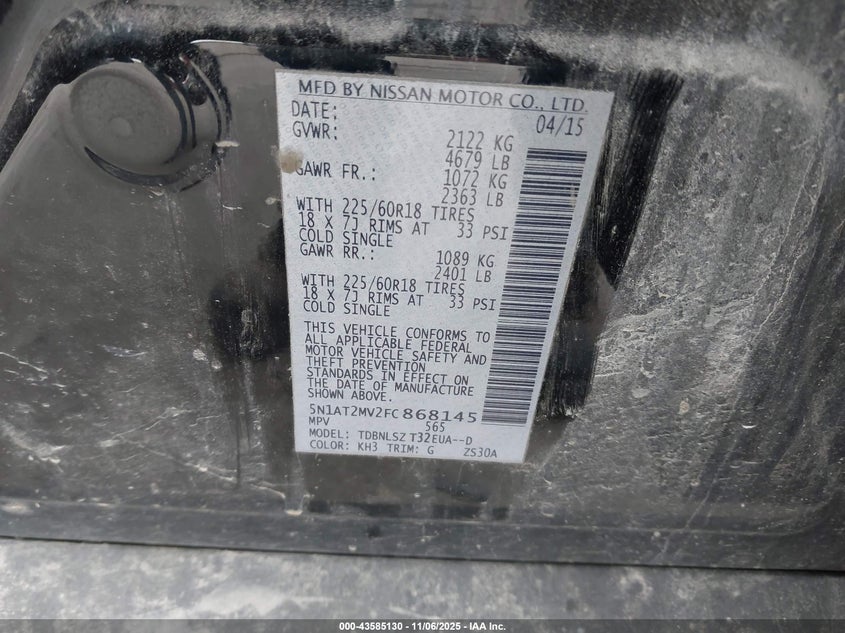 MFD BY NISSAN MOTOR CO., LTD.
DATE: 04/15
GVWR: 2122 KG
4679 LB
GAWR FR.: 1072 KG
2363 LB
WITH 225/60R18 TIRES
18 X 7J RIMS AT 33 PSI
COLD SINGLE
GAWR RR.: 1089 KG
2401 LB
WITH 225/60R18 TIRES
18 X 7J RIMS AT 33 PSI
COLD SINGLE
THIS VEHICLE CONFORMS TO
ALL APPLICABLE FEDERAL
MOTOR VEHICLE SAFETY AND
THEFT PREVENTION
STANDARDS IN EFFECT ON
THE DATE OF MANUFACTURE
SHOWN ABOVE.
5N1AT2MV2FC868145
MPV 565
MODEL: TDBNLSZ T32EUA--D
COLOR: KH3 TRIM: G ZS30A
000-43585130 - 11/06/2025 - IAA Inc.